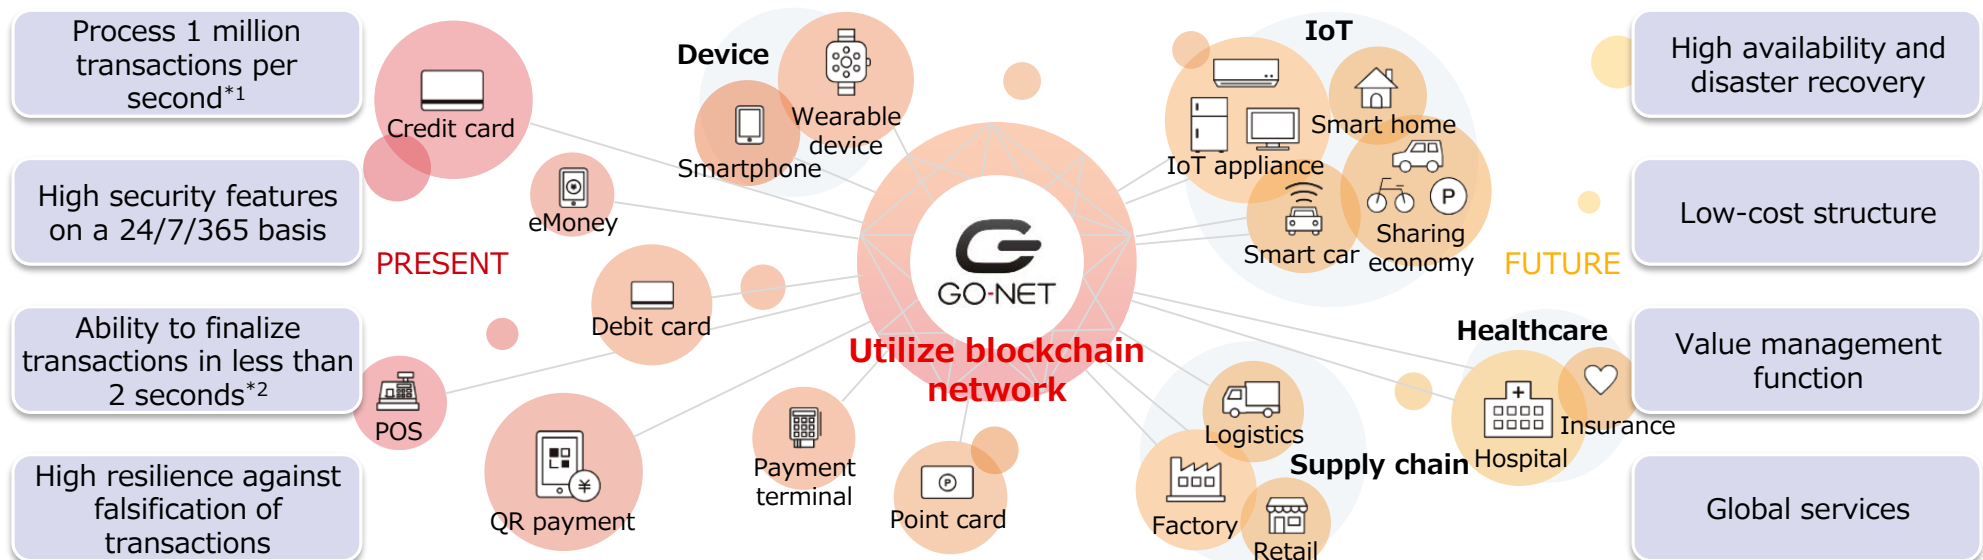 Process 1 million
transactions per
second*1
High security features
on a 24/7/365 basis
Ability to finalize
transactions in less than
2 seconds*2
High resilience against
falsification of
transactions
PRESENT
Credit card
eMoney
Debit card
POS
QR payment
Device
Wearable
device
Smartphone
GO-NET
Utilize blockchain
network
Payment
terminal
P
Point card
IoT
Smart home
IoT appliance
P
Smart car
Sharing
economy
FUTURE
Logistics
Supply chain
Factory
Retail
Healthcare
Hospital
Insurance
High availability and
disaster recovery
Low-cost structure
Value management
function
Global services
¥